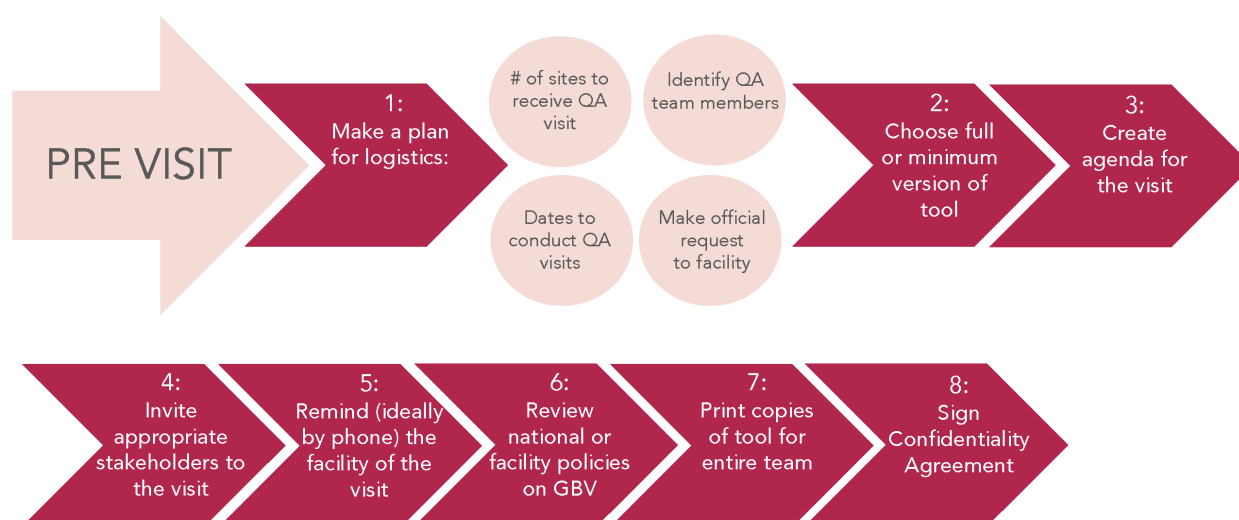 PRE VISIT
1:
Make a plan
for logistics:
# of sites to
receive QA
visit
Identify QA
team members
Dates to
conduct QA
visits
Make official
request
to facility
2:
Choose full
or minimum
version of
tool
3:
Create
agenda for
the visit
4:
Invite
appropriate
stakeholders to
the visit
5:
Remind (ideally
by phone) the
facility of the
visit
6:
Review
national or
facility policies
on GBV
7:
Print copies
of tool for
entire team
8:
Sign
Confidentiality
Agreement